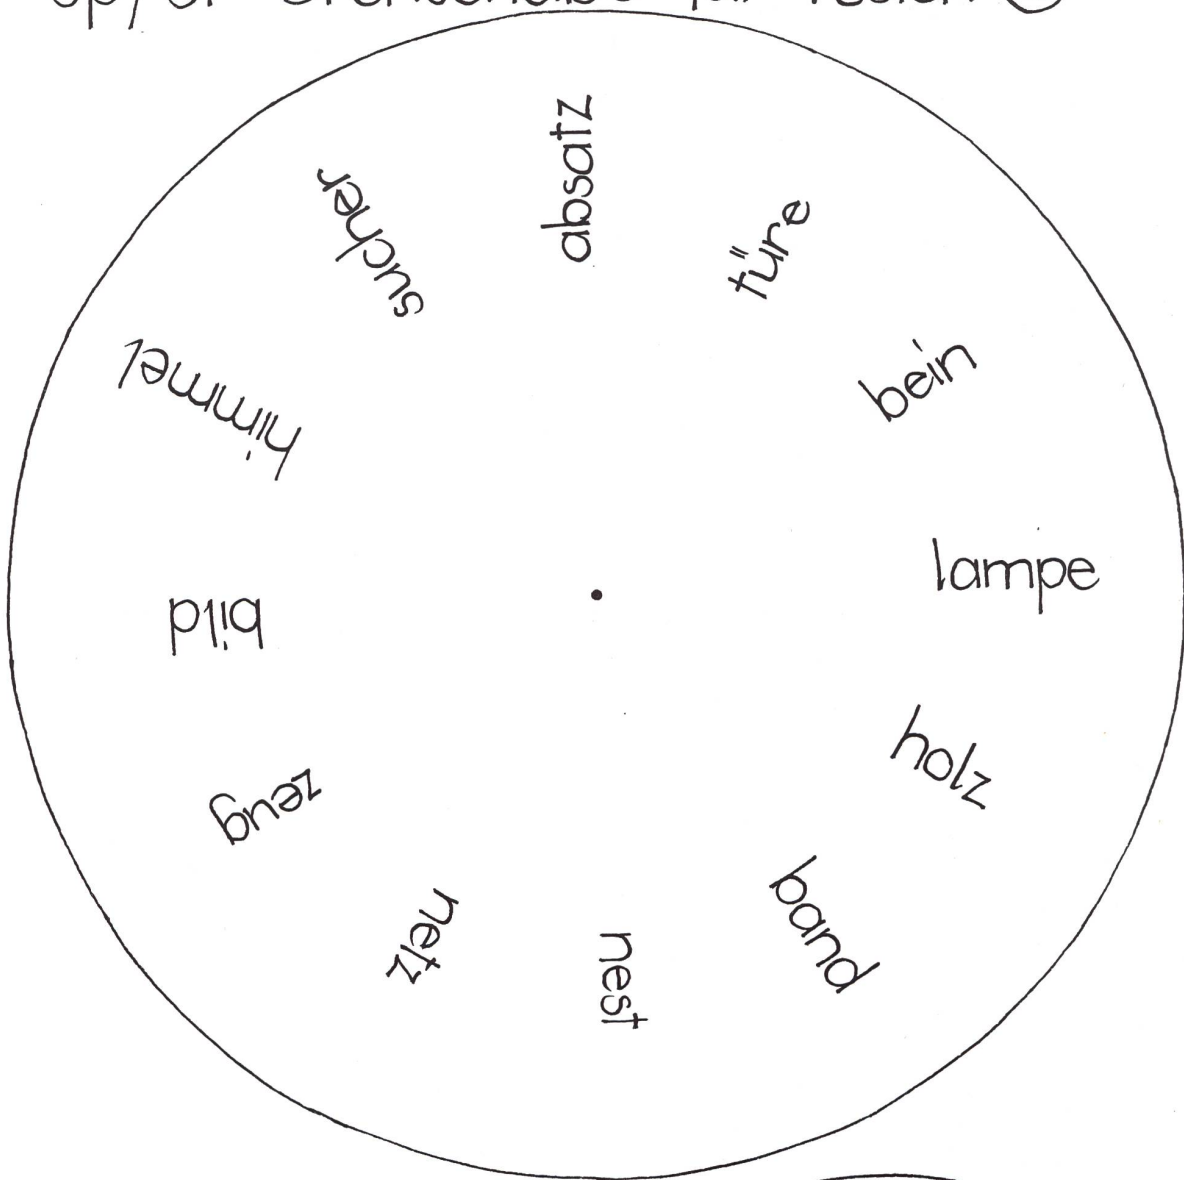 absatz
türe
bein
lampe
holz
band
nest
netz
zeug
bild
himmel
sucher